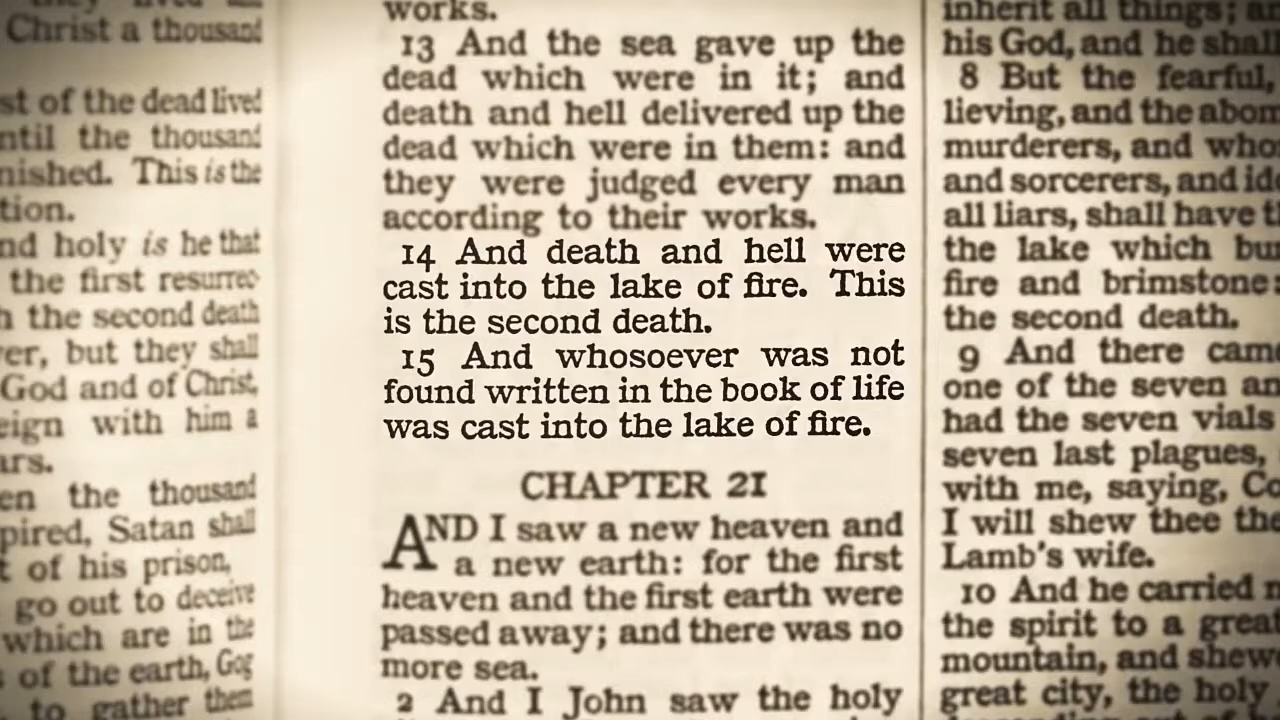 Christ a thousand
st of the dead lived
ntil the thousand
nished. This is the
tion.
nd holy is he that
the first resurrec-
h the second death
er, but they shall
God and of Christ,
eign with him a
ars.
en the thousand
pired, Satan shall
t of his prison,
go out to deceive
which are in the
of the earth, Gog
to gather them
works.
13 And the sea gave up the
dead which were in it; and
death and hell delivered up the
dead which were in them: and
they were judged every man
according to their works.
14 And death and hell were
cast into the lake of fire. This
is the second death.
15 And whosoever was not
found written in the book of life
was cast into the lake of fire.
CHAPTER 21
AND I saw a new heaven and
a new earth: for the first
heaven and the first earth were
passed away; and there was no
more sea.
2 And I John saw the holy
inherit all things; a
his God, and he shall
8 But the fearful,
lieving, and the abom
murderers, and who
and sorcerers, and ido
all liars, shall have t
the lake which bur
fire and brimstone:
the second death.
9 And there came
one of the seven an
had the seven vials
seven last plagues,
with me, saying, Co
I will shew thee the
Lamb's wife.
10 And he carried m
the spirit to a great
mountain, and shewe
great city, the holy